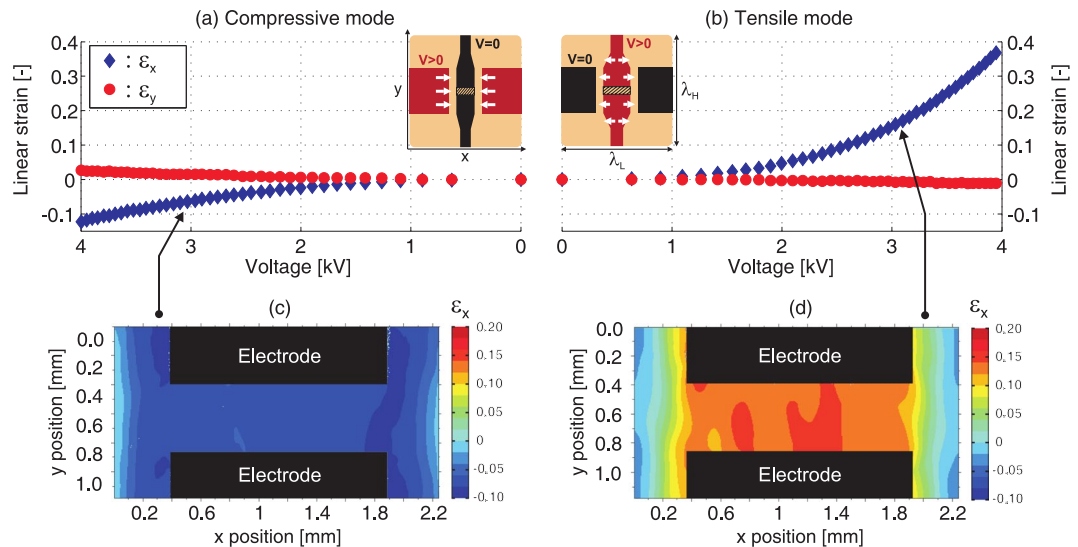 (a) Compressive mode
(b) Tensile mode
0.4
0.3
0.2
0.1
0
-0.1
Linear strain [-]
: εx
: εy
V=0
V>0
V>0
y
x
V>0
V=0
λH
λL
0.4
0.3
0.2
0.1
0
-0.1
Linear strain [-]
4 3 2 1 0
Voltage [kV]
0 1 2 3 4
Voltage [kV]
(c)
εx
0.0
0.2
0.4
0.6
0.8
1.0
y position [mm]
Electrode
Electrode
0.20
0.15
0.10
0.05
0
-0.05
-0.10
0.2 0.6 1 1.4 1.8 2.2
x position [mm]
(d)
εx
0.0
0.2
0.4
0.6
0.8
1.0
y position [mm]
Electrode
Electrode
0.20
0.15
0.10
0.05
0
-0.05
-0.10
0.2 0.6 1 1.4 1.8 2.2
x position [mm]